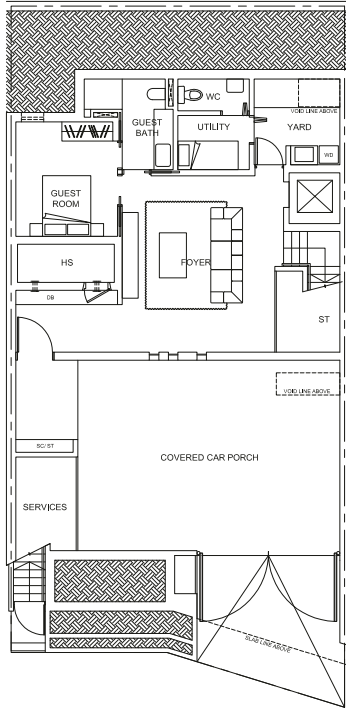 WC
VOID LINE ABOVE
GUEST
BATH
UTILITY
YARD
WD
GUEST
ROOM
HS
FOYER
DB
ST
VOID LINE ABOVE
SC/ ST
COVERED CAR PORCH
SERVICES
SLAB LINE ABOVE